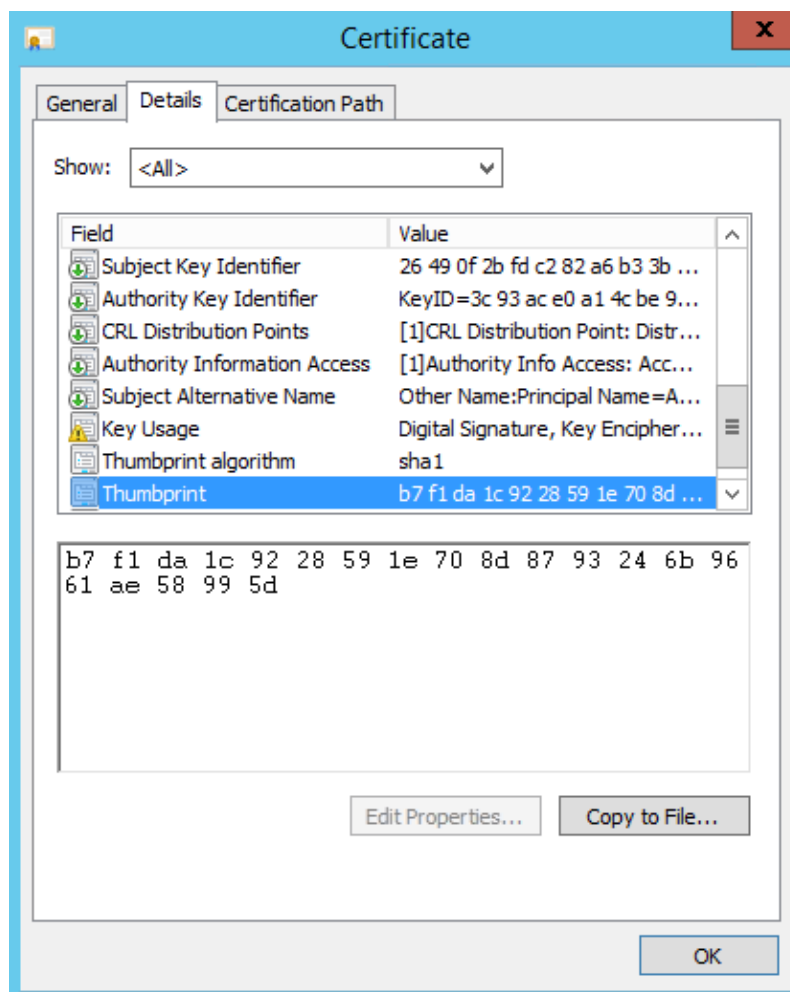 Certificate
x
General Details Certification Path
Show: <All>
Field Value
Subject Key Identifier 26 49 0f 2b fd c2 82 a6 b3 3b ...
Authority Key Identifier KeyID=3c 93 ac e0 a1 4c be 9...
CRL Distribution Points [1]CRL Distribution Point: Distr...
Authority Information Access [1]Authority Info Access: Acc...
Subject Alternative Name Other Name:Principal Name=A...
Key Usage Digital Signature, Key Encipher...
Thumbprint algorithm sha1
Thumbprint b7 f1 da 1c 92 28 59 1e 70 8d ...
b7 f1 da 1c 92 28 59 1e 70 8d 87 93 24 6b 96
61 ae 58 99 5d
Edit Properties... Copy to File...
OK